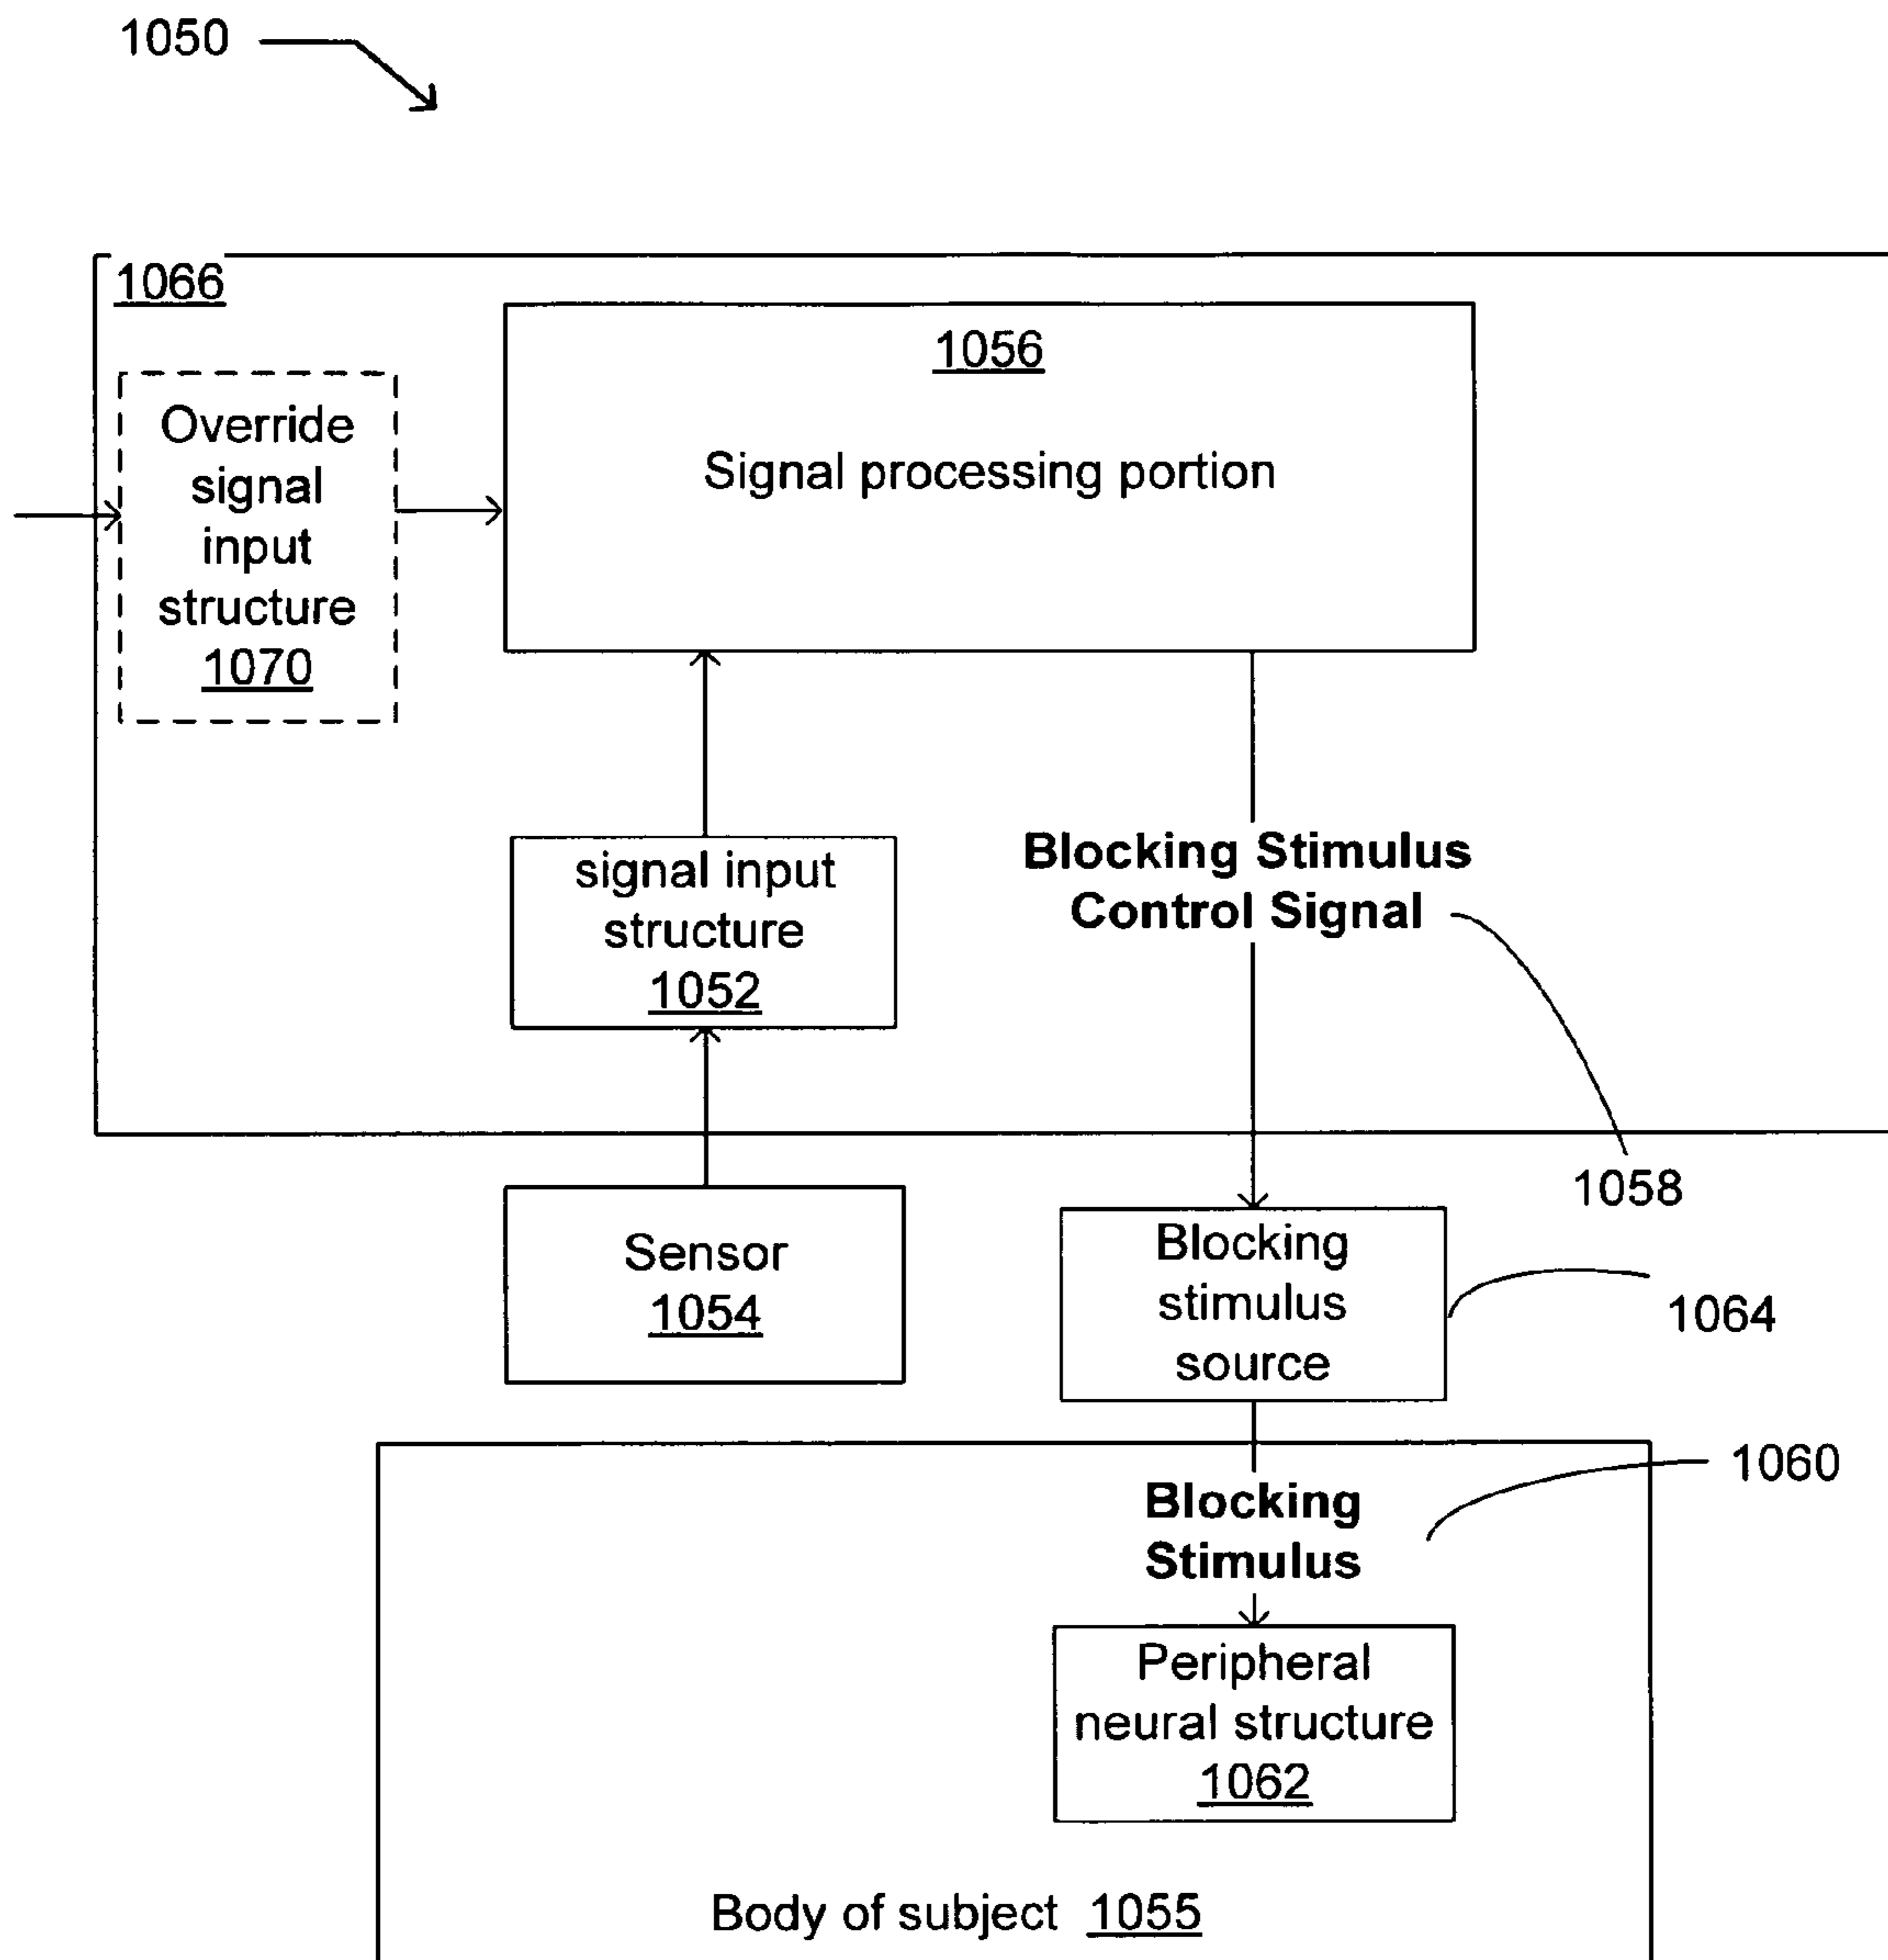 1050
1066
1056
Override
signal
input
structure
1070
Signal processing portion
signal input
structure
1052
Blocking Stimulus
Control Signal
1058
Sensor
1054
Blocking
stimulus
source
1064
1060
Blocking
Stimulus
Peripheral
neural structure
1062
Body of subject 1055